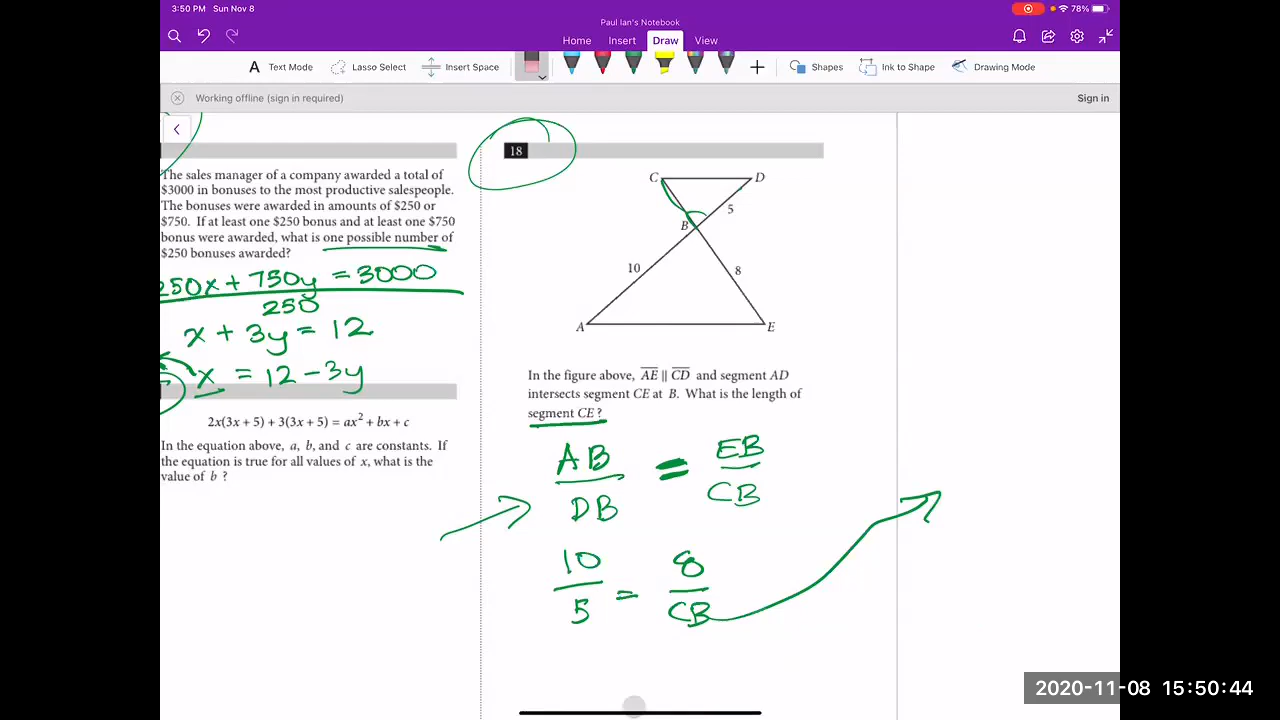 3:50 PM Sun Nov 8
78%
Paul Ian's Notebook
Home Insert Draw View
Text Mode Lasso Select Insert Space Shapes Ink to Shape Drawing Mode
Working offline (sign in required) Sign in
The sales manager of a company awarded a total of
$3000 in bonuses to the most productive salespeople.
The bonuses were awarded in amounts of $250 or
$750. If at least one $250 bonus and at least one $750
bonus were awarded, what is one possible number of
$250 bonuses awarded?
250x + 750y = 3000
250
x + 3y = 12
x = 12 - 3y
2x(3x + 5) + 3(3x + 5) = ax² + bx + c
In the equation above, a, b, and c are constants. If
the equation is true for all values of x, what is the
value of b ?
18
C D
5
B
10 8
A E
In the figure above, AE || CD and segment AD
intersects segment CE at B. What is the length of
segment CE ?
AB = EB
DB CB
10 = 8
5 CB
2020-11-08 15:50:44